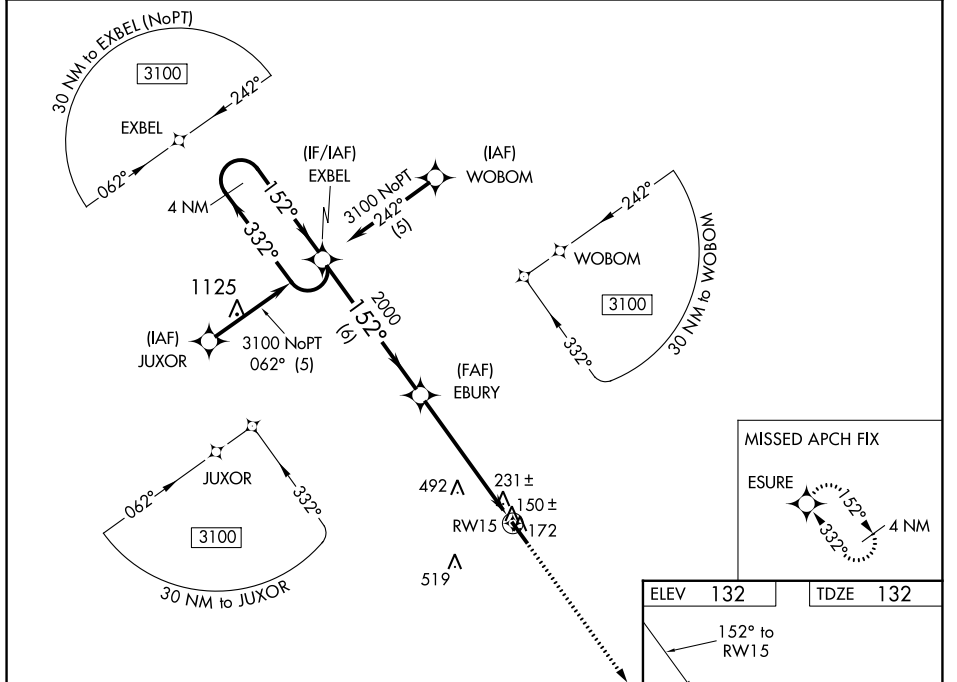 30 NM to EXBEL (NoPT)
3100
242°
EXBEL
062°
(IF/IAF)
EXBEL
(IAF)
WOBOM
3100 NoPT
242°
(5)
4 NM
152°
332°
242°
WOBOM
3100
30 NM to WOBOM
332°
1125
(IAF)
JUXOR
3100 NoPT
062° (5)
2000
152°
(6)
(FAF)
EBURY
JUXOR
062°
332°
3100
30 NM to JUXOR
492
231 ±
150 ±
RW15
172
519
MISSED APCH FIX
ESURE
152°
332°
4 NM
ELEV 132
TDZE 132
152° to
RW15